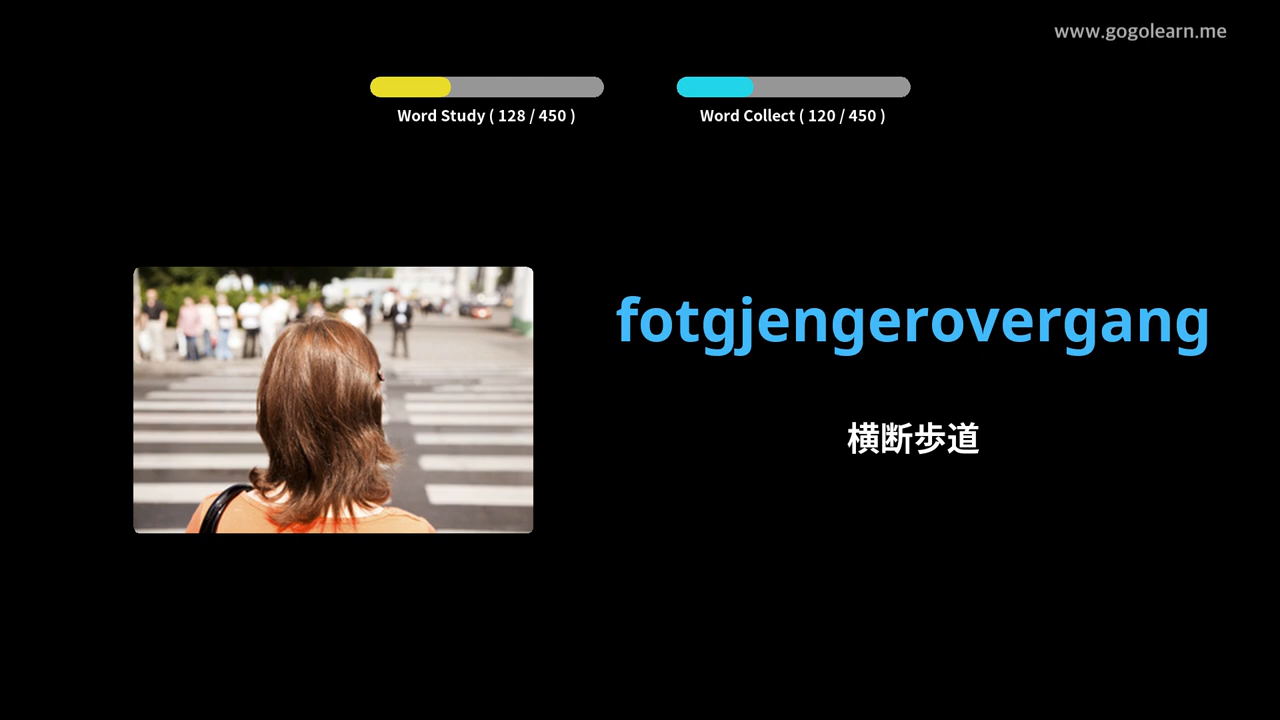 www.gogolearn.me
Word Study ( 128 / 450 )
Word Collect ( 120 / 450 )
fotgjengerovergang
横断歩道